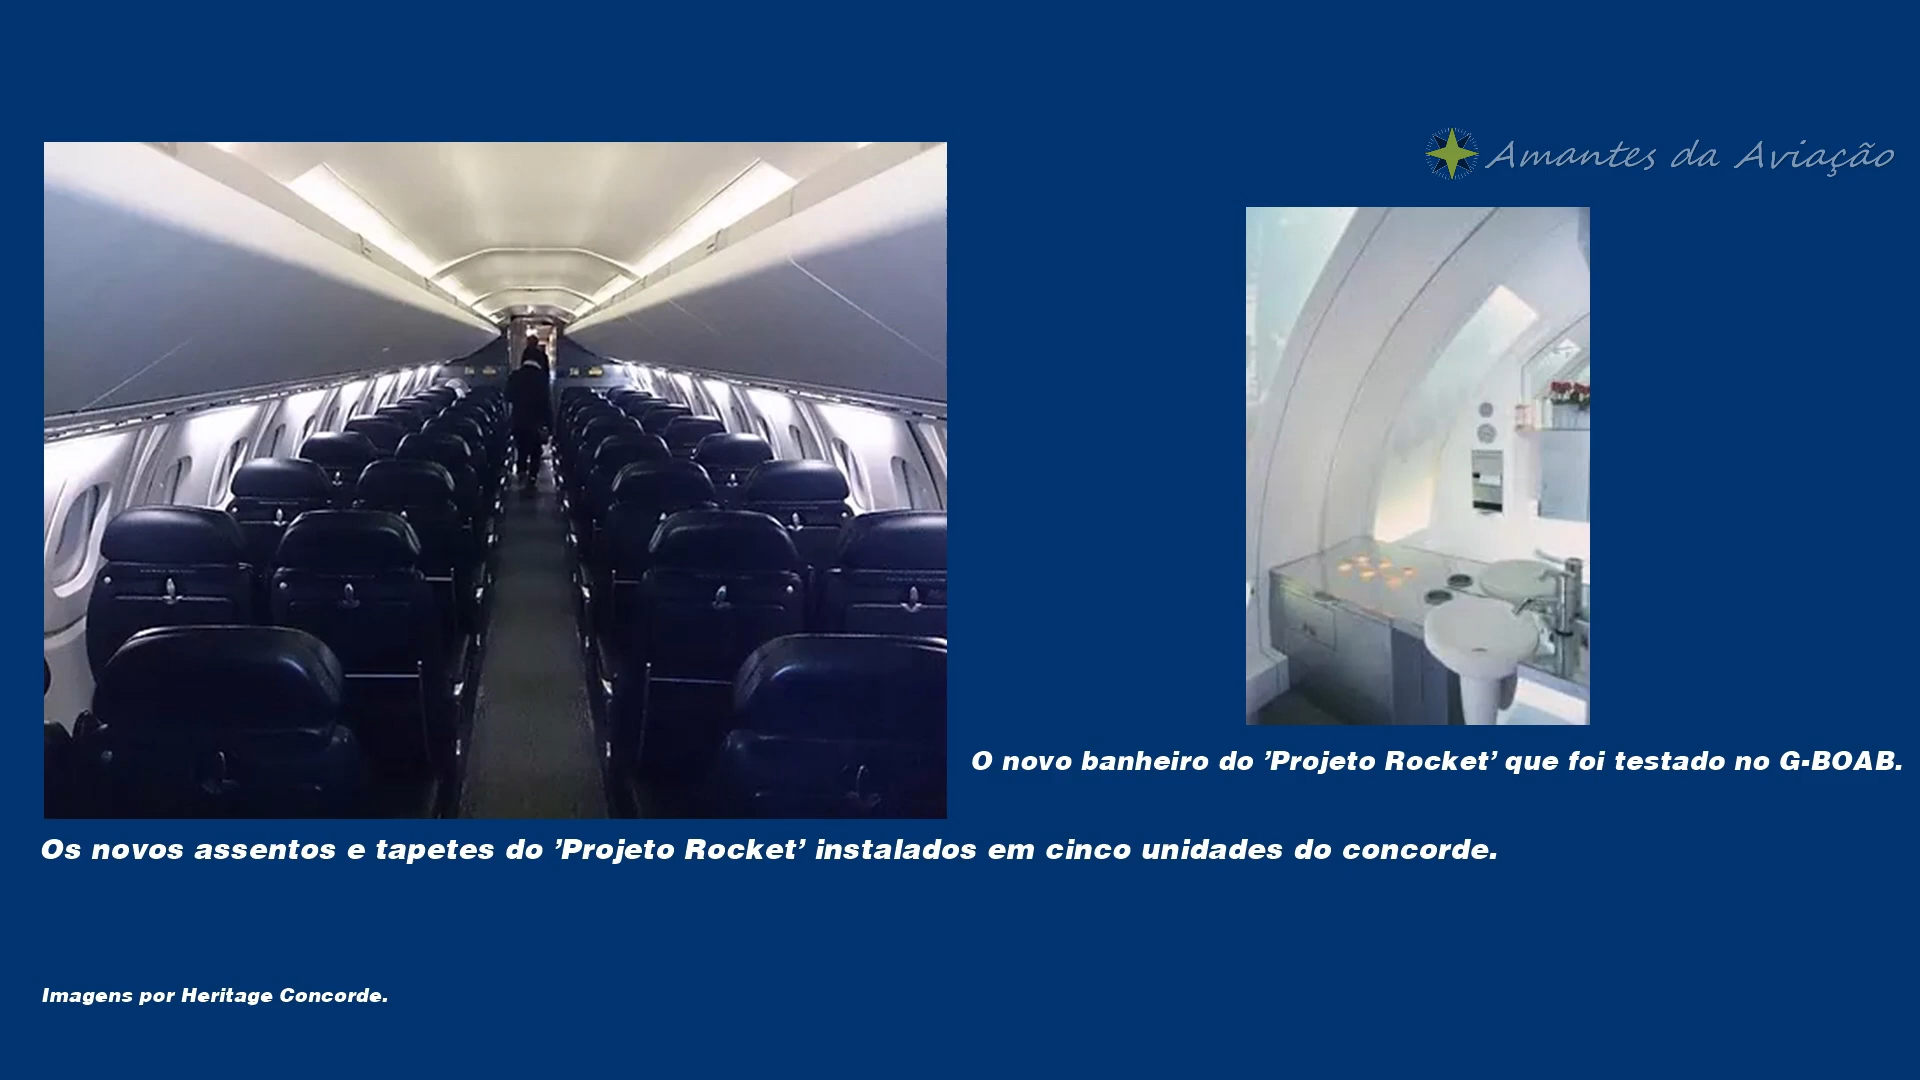 Amantes da Aviação
O novo banheiro do ’Projeto Rocket’ que foi testado no G-BOAB.
Os novos assentos e tapetes do ’Projeto Rocket’ instalados em cinco unidades do concorde.
Imagens por Heritage Concorde.